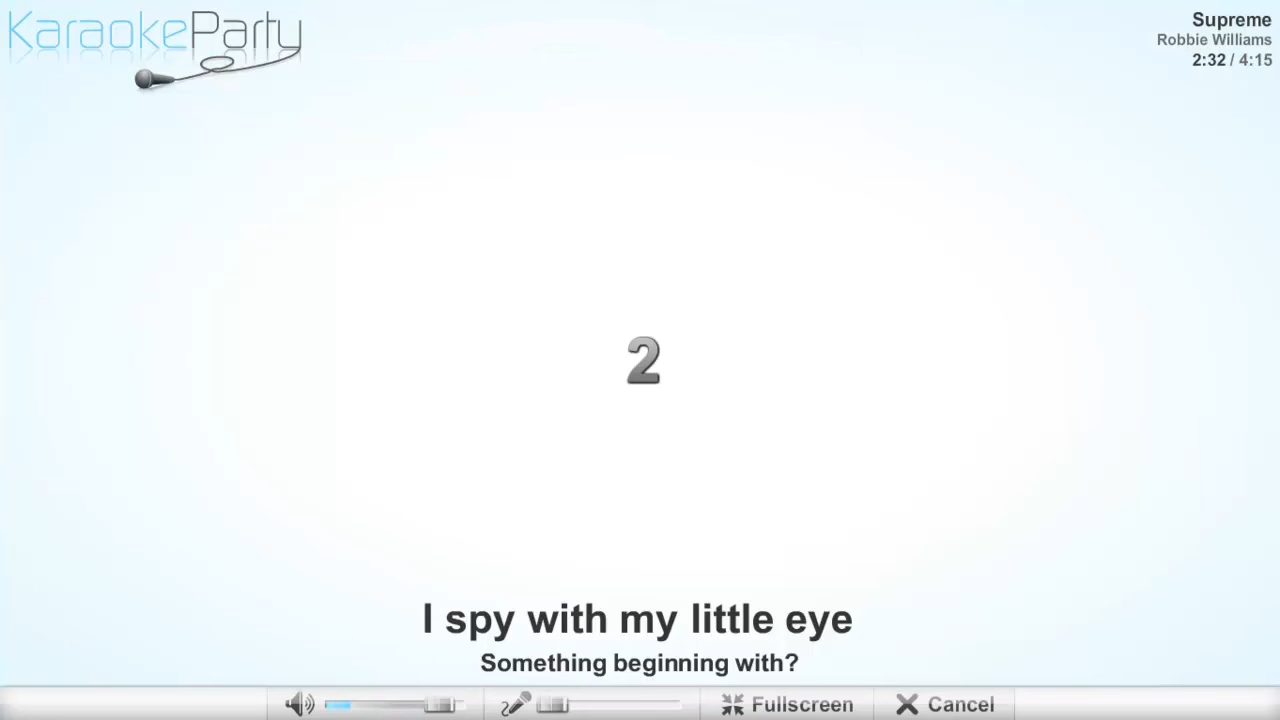 KaraokeParty
Supreme
Robbie Williams
2:32 / 4:15
2
I spy with my little eye
Something beginning with?
Fullscreen
Cancel